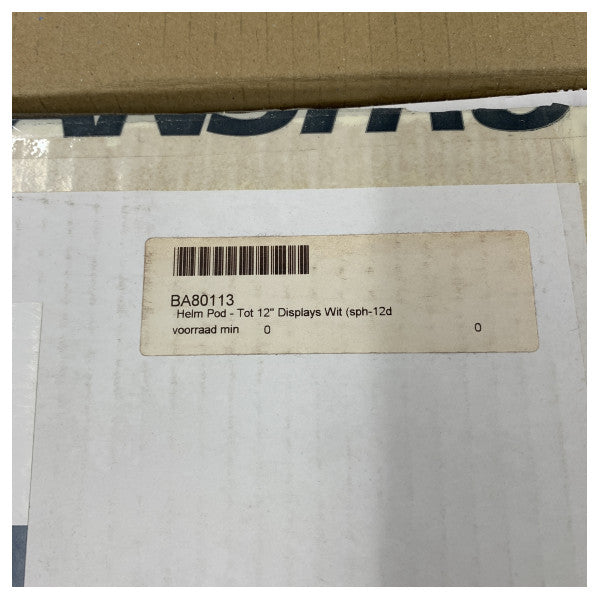 BA80113
Helm Pod - Tot 12" Displays Wit (sph-12d
voorraad min 0 0